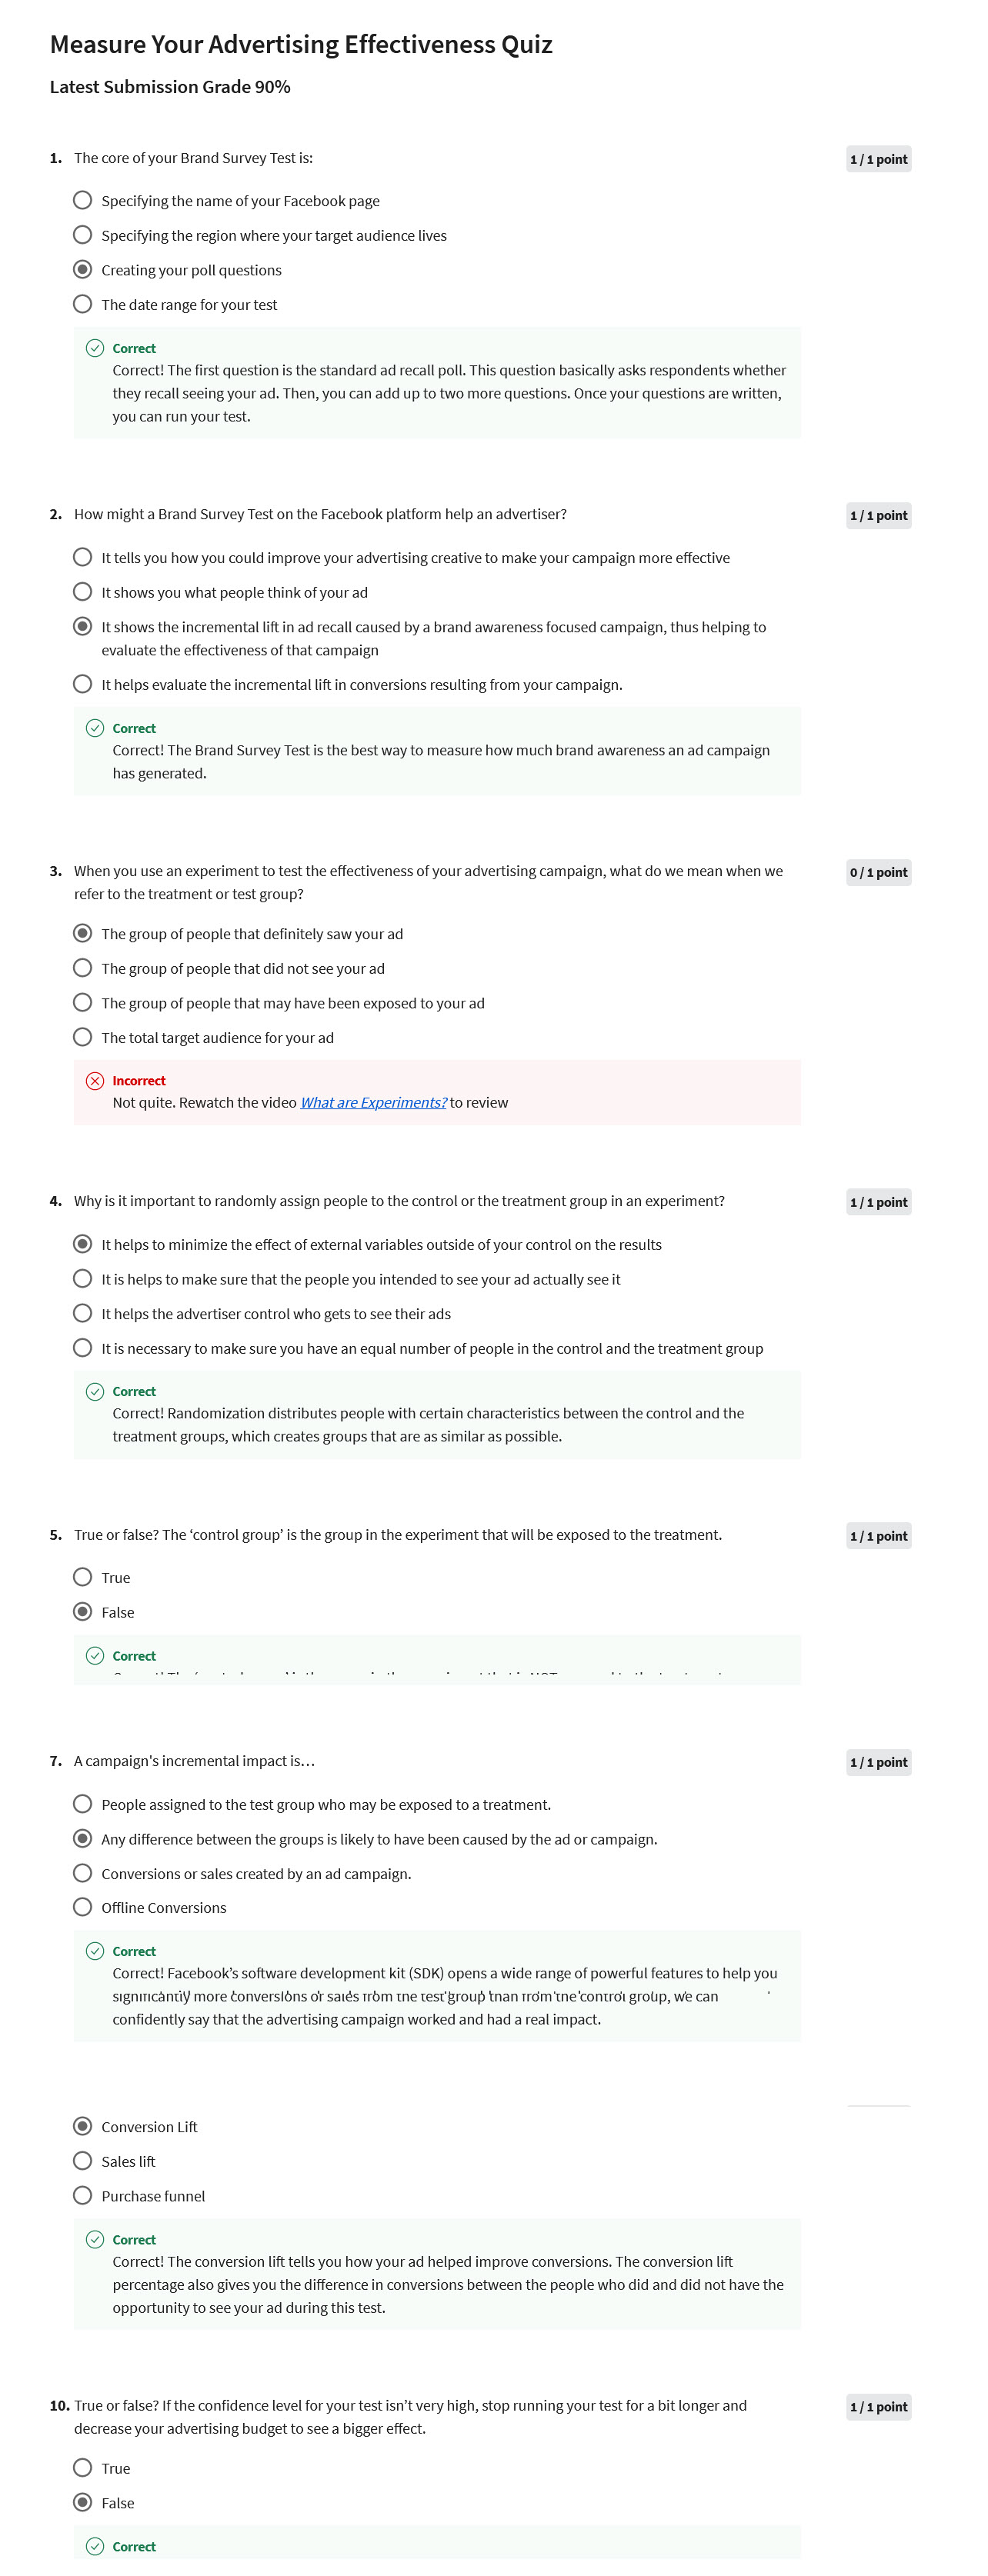 Measure Your Advertising Effectiveness Quiz
Latest Submission Grade 90%
1. The core of your Brand Survey Test is: 1 / 1 point
Specifying the name of your Facebook page
Specifying the region where your target audience lives
Creating your poll questions
The date range for your test
Correct
Correct! The first question is the standard ad recall poll. This question basically asks respondents whether
they recall seeing your ad. Then, you can add up to two more questions. Once your questions are written,
you can run your test.
2. How might a Brand Survey Test on the Facebook platform help an advertiser? 1 / 1 point
It tells you how you could improve your advertising creative to make your campaign more effective
It shows you what people think of your ad
It shows the incremental lift in ad recall caused by a brand awareness focused campaign, thus helping to
evaluate the effectiveness of that campaign
It helps evaluate the incremental lift in conversions resulting from your campaign.
Correct
Correct! The Brand Survey Test is the best way to measure how much brand awareness an ad campaign
has generated.
3. When you use an experiment to test the effectiveness of your advertising campaign, what do we mean when we 0 / 1 point
refer to the treatment or test group?
The group of people that definitely saw your ad
The group of people that did not see your ad
The group of people that may have been exposed to your ad
The total target audience for your ad
Incorrect
Not quite. Rewatch the video What are Experiments? to review
4. Why is it important to randomly assign people to the control or the treatment group in an experiment? 1 / 1 point
It helps to minimize the effect of external variables outside of your control on the results
It is helps to make sure that the people you intended to see your ad actually see it
It helps the advertiser control who gets to see their ads
It is necessary to make sure you have an equal number of people in the control and the treatment group
Correct
Correct! Randomization distributes people with certain characteristics between the control and the
treatment groups, which creates groups that are as similar as possible.
5. True or false? The ‘control group’ is the group in the experiment that will be exposed to the treatment. 1 / 1 point
True
False
Correct
7. A campaign's incremental impact is… 1 / 1 point
People assigned to the test group who may be exposed to a treatment.
Any difference between the groups is likely to have been caused by the ad or campaign.
Conversions or sales created by an ad campaign.
Offline Conversions
Correct
Correct! Facebook’s software development kit (SDK) opens a wide range of powerful features to help you
significantly more conversions or sales from the test group than from the control group, we can
confidently say that the advertising campaign worked and had a real impact.
Conversion Lift
Sales lift
Purchase funnel
Correct
Correct! The conversion lift tells you how your ad helped improve conversions. The conversion lift
percentage also gives you the difference in conversions between the people who did and did not have the
opportunity to see your ad during this test.
10. True or false? If the confidence level for your test isn’t very high, stop running your test for a bit longer and 1 / 1 point
decrease your advertising budget to see a bigger effect.
True
False
Correct